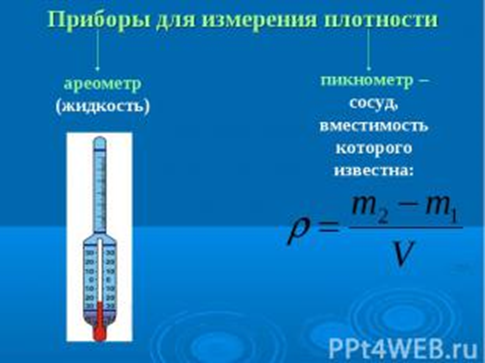 Приборы для измерения плотности
ареометр
(жидкость)
пикнометр –
сосуд,
вместимость
которого
известна:
ρ = (m₂ – m₁) / V
PPt4WEB.ru